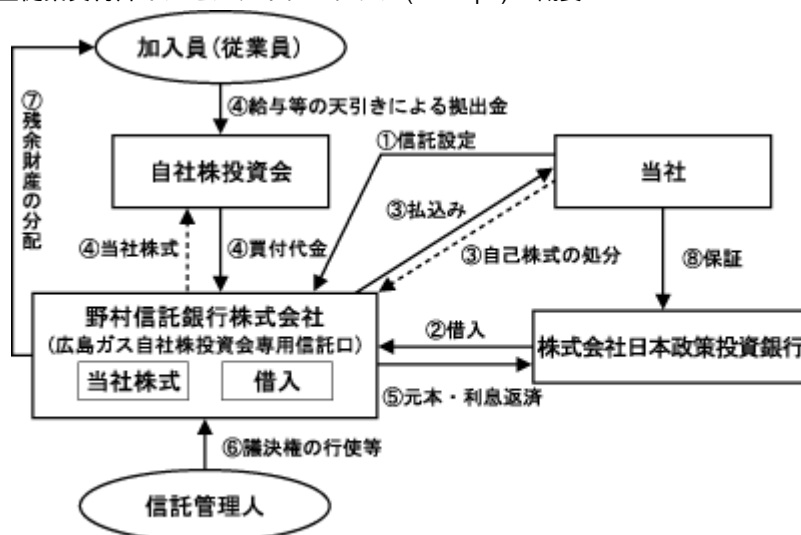 加入員(従業員)
④給与等の天引きによる拠出金
①信託設定
⑦残余財産の分配
自社株投資会
当社
③払込み
④当社株式
④買付代金
③自己株式の処分
⑧保証
野村信託銀行株式会社
(広島ガス自社株投資会専用信託口)
当社株式
借入
②借入
株式会社日本政策投資銀行
⑤元本・利息返済
⑥議決権の行使等
信託管理人